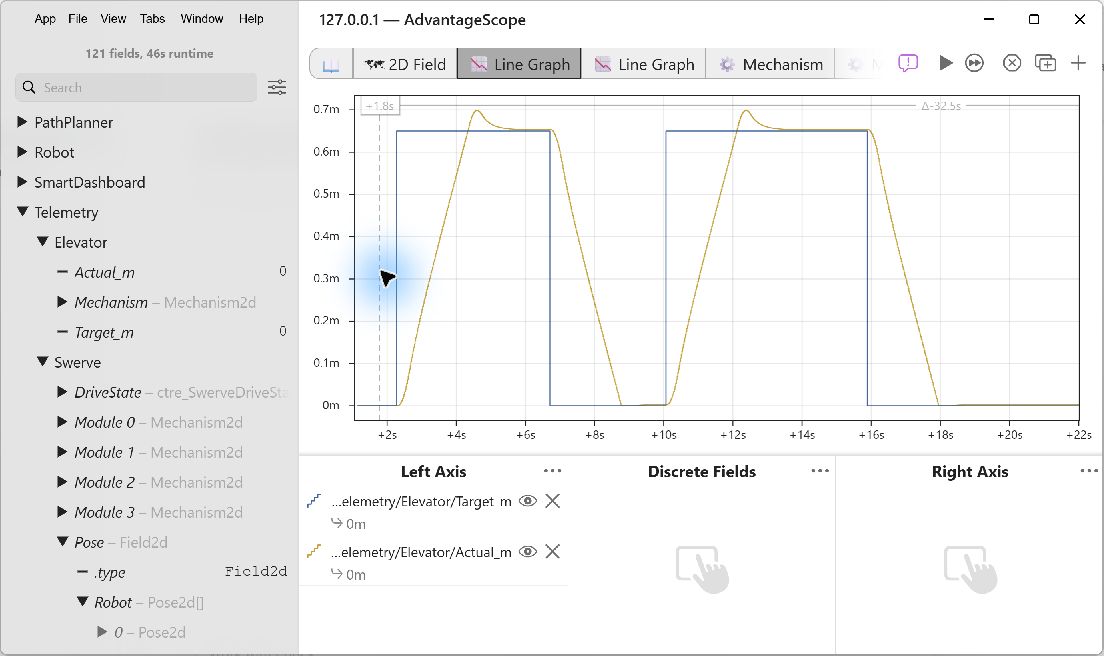 App File View Tabs Window Help
127.0.0.1 — AdvantageScope
121 fields, 46s runtime
Search
2D Field Line Graph Line Graph Mechanism M
PathPlanner
Robot
SmartDashboard
Telemetry
Elevator
Actual_m 0
Mechanism – Mechanism2d
Target_m 0
Swerve
DriveState – ctre_SwerveDriveSta
Module 0 – Mechanism2d
Module 1 – Mechanism2d
Module 2 – Mechanism2d
Module 3 – Mechanism2d
Pose – Field2d
.type Field2d
Robot – Pose2d[]
0 – Pose2d
+1.8s Δ-32.5s
0.7m
0.6m
0.5m
0.4m
0.3m
0.2m
0.1m
0m
+2s +4s +6s +8s +10s +12s +14s +16s +18s +20s +22s
Left Axis ··· Discrete Fields ··· Right Axis ···
...elemetry/Elevator/Target_m
0m
...elemetry/Elevator/Actual_m
0m